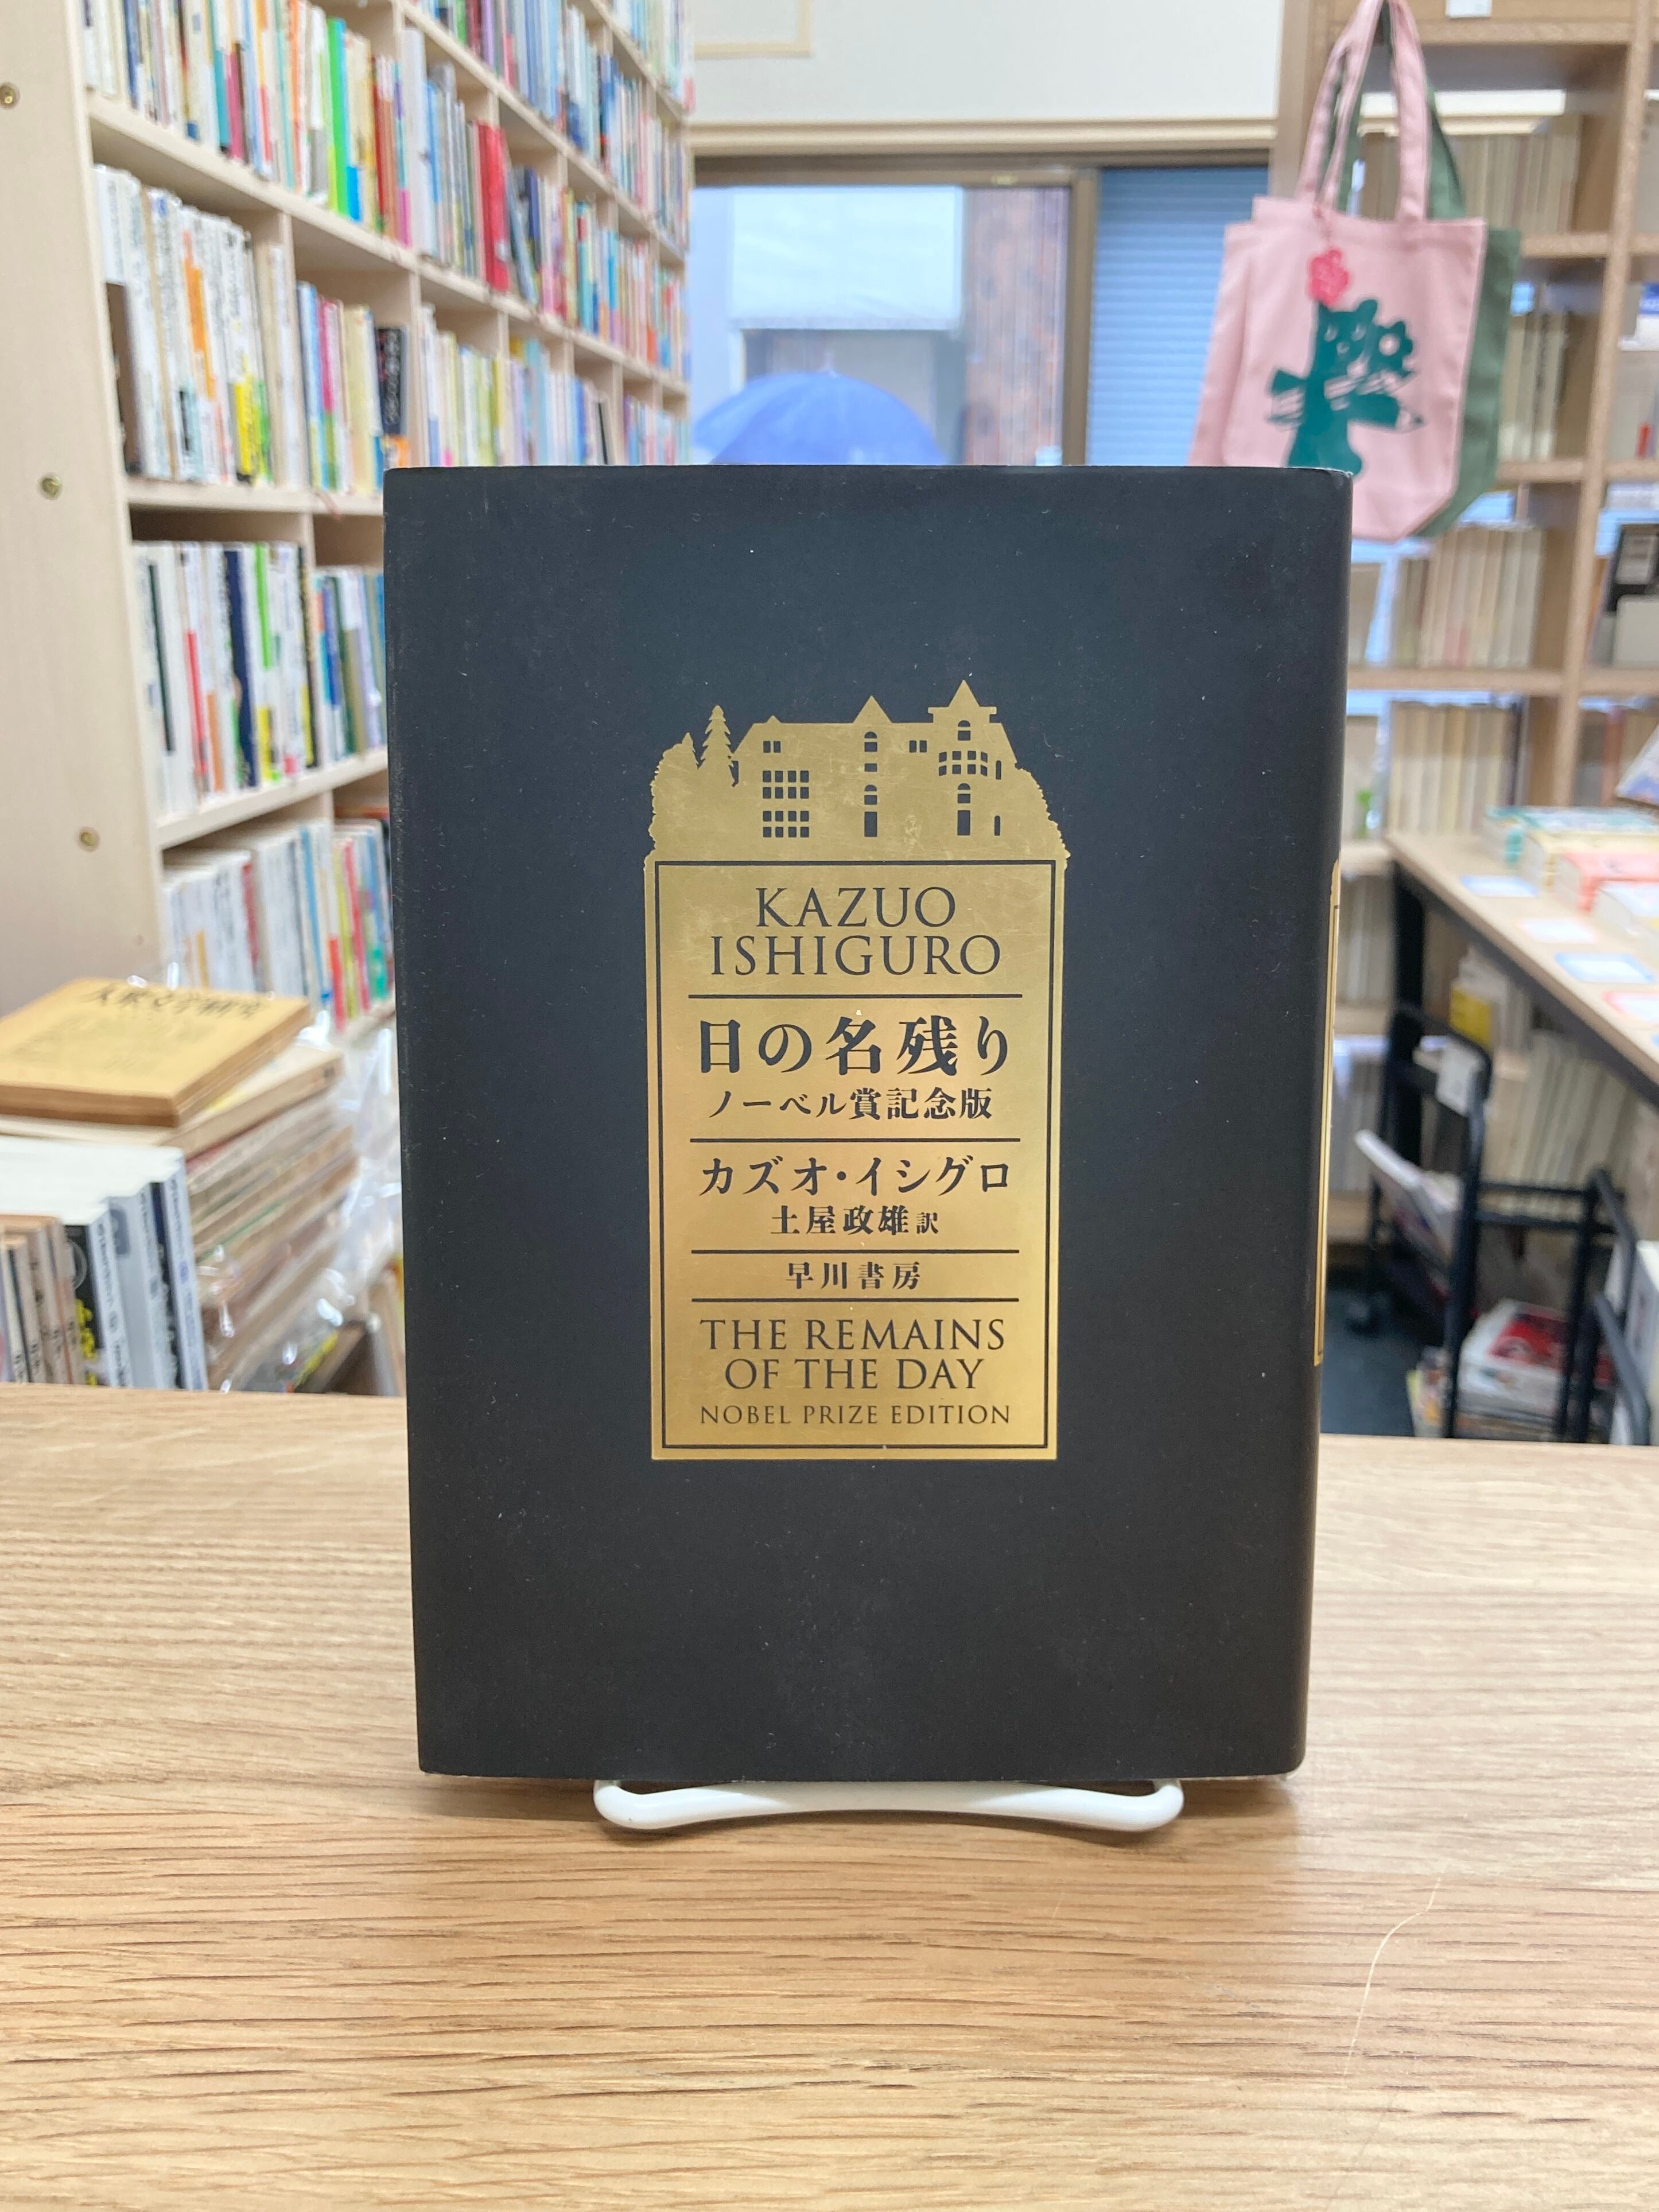 KAZUO
ISHIGURO
日の名残り
ノーベル賞記念版
カズオ・イシグロ
土屋政雄訳
早川書房
THE REMAINS
OF THE DAY
NOBEL PRIZE EDITION